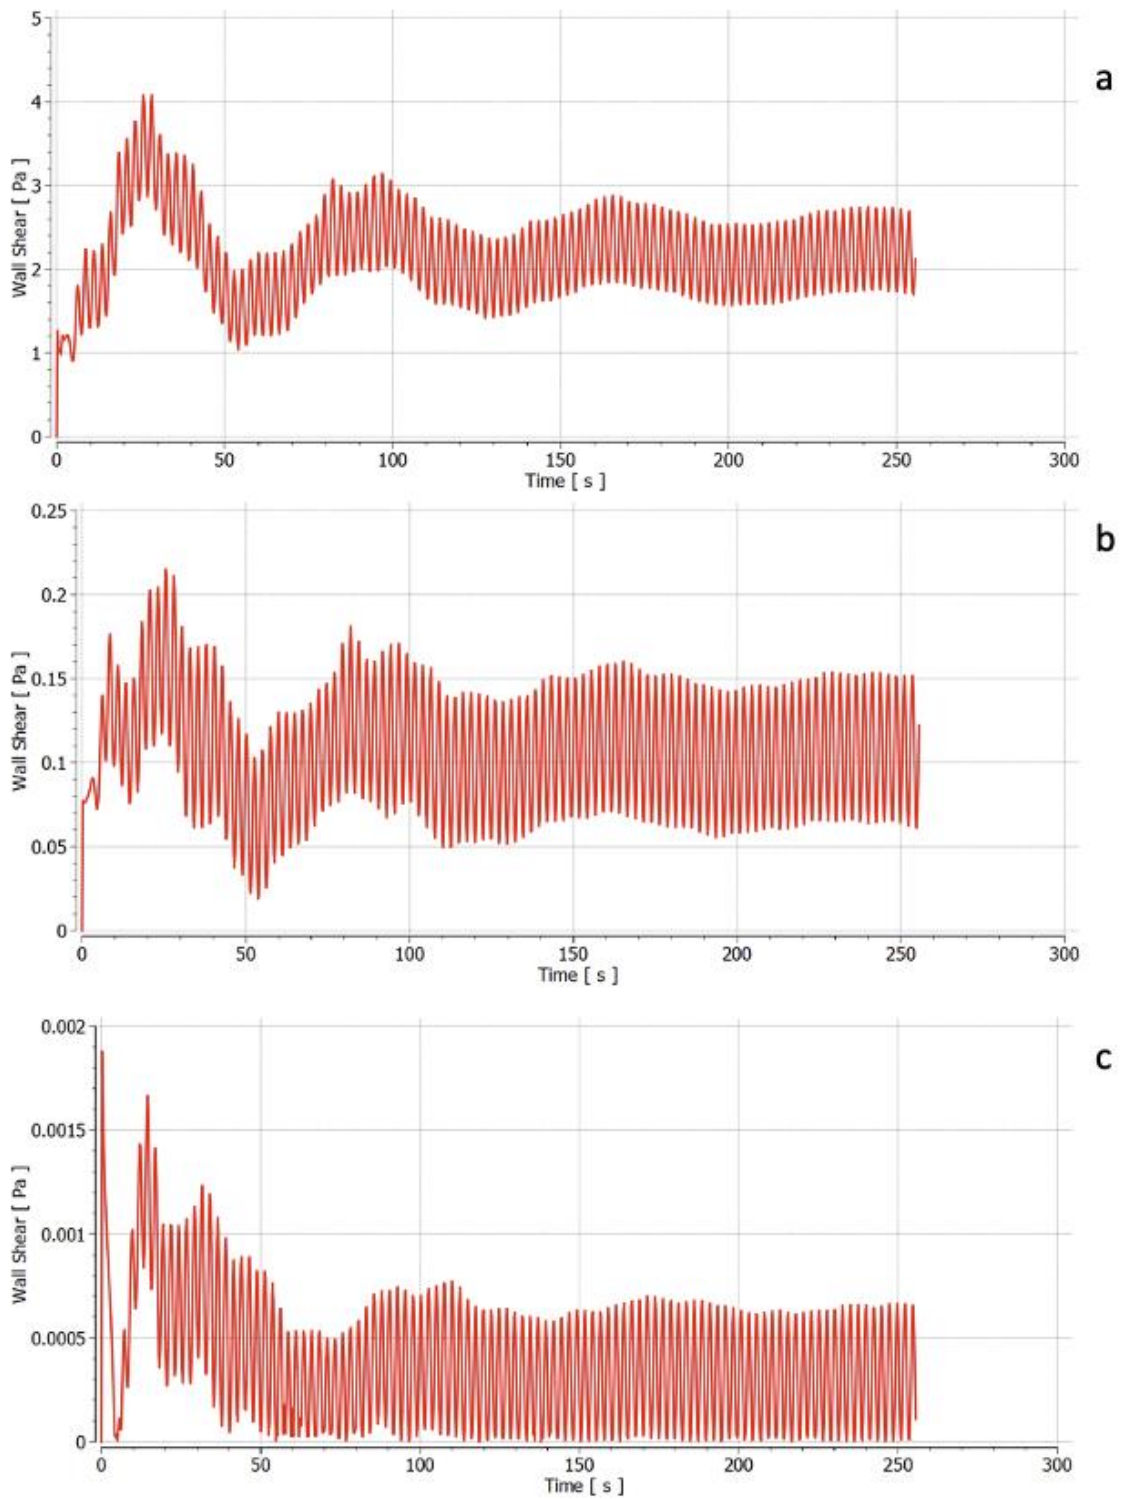 5
a
4
3
2
1
0
Wall Shear [ Pa ]
0 50 100 150 200 250 300
Time [ s ]
0.25
b
0.2
0.15
0.1
0.05
0
Wall Shear [ Pa ]
0 50 100 150 200 250 300
Time [ s ]
0.002
c
0.0015
0.001
0.0005
0
Wall Shear [ Pa ]
0 50 100 150 200 250 300
Time [ s ]